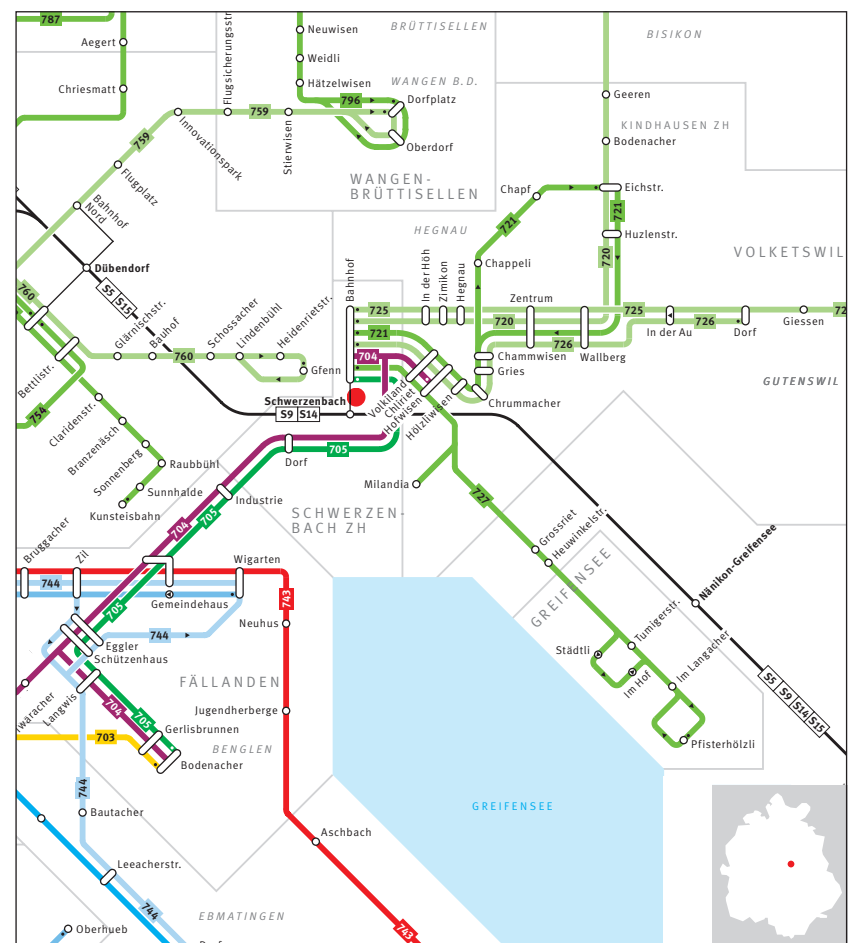 787
BRÜTTISELLEN
BISIKON
Neuwisen
Aegert
Weidli
Flugsicherungsstr
Hätzelwisen
WANGEN B.D.
Chriesmatt
796
Dorfplatz
Geeren
759
KINDHAUSEN ZH
759
Innovationspark
Stierwisen
Oberdorf
Bodenacher
Flugplatz
WANGEN-
BRÜTTISELLEN
Chapf
Eichstr.
721
721
Bahnhof
Nord
HEGNAU
Huzlenstr.
720
VOLKETSWIL
Dübendorf
Chappeli
S5 S15
Bahnhof
In der Höh
Zimikon
Hegnau
Zentrum
760
Glärnischstr.
Bauhof
Schossacher
Lindenbühl
Heidenrietstr.
725
720
725
726
72
721
726
In der Au
Dorf
Giessen
760
704
Chammwisen
Wallberg
Gfenn
Gries
Bettlistr.
GUTENSWIL
754
Schwerzenbach
S9 S14
Volkiland
Chliriet
Hofwisen
Hölzliwisen
Chrummacher
Claridenstr.
Branzenäsch
Sonnenberg
Raubbühl
Sunnhalde
Kunsteisbahn
Dorf
705
Milandia
727
Industrie
SCHWERZEN-
BACH ZH
704
705
Grossriet
Heuwinkelstr.
Bruggacher
Zil
Wigarten
GREIFENSEE
Nänikon-Greifensee
744
Gemeindehaus
743
705
Neuhus
744
Tumigerstr.
Eggler
Schützenhaus
Städtli
Im Hof
Im Langacher
FÄLLANDEN
S5 S9 S14 S15
wäracher
Langwis
704
705
Jugendherberge
Gerlisbrunnen
703
BENGLEN
Pfisterhölzli
Bodenacher
744
Bautacher
GREIFENSEE
Aschbach
Leeacherstr.
744
EBMATINGEN
Oberhueb
743